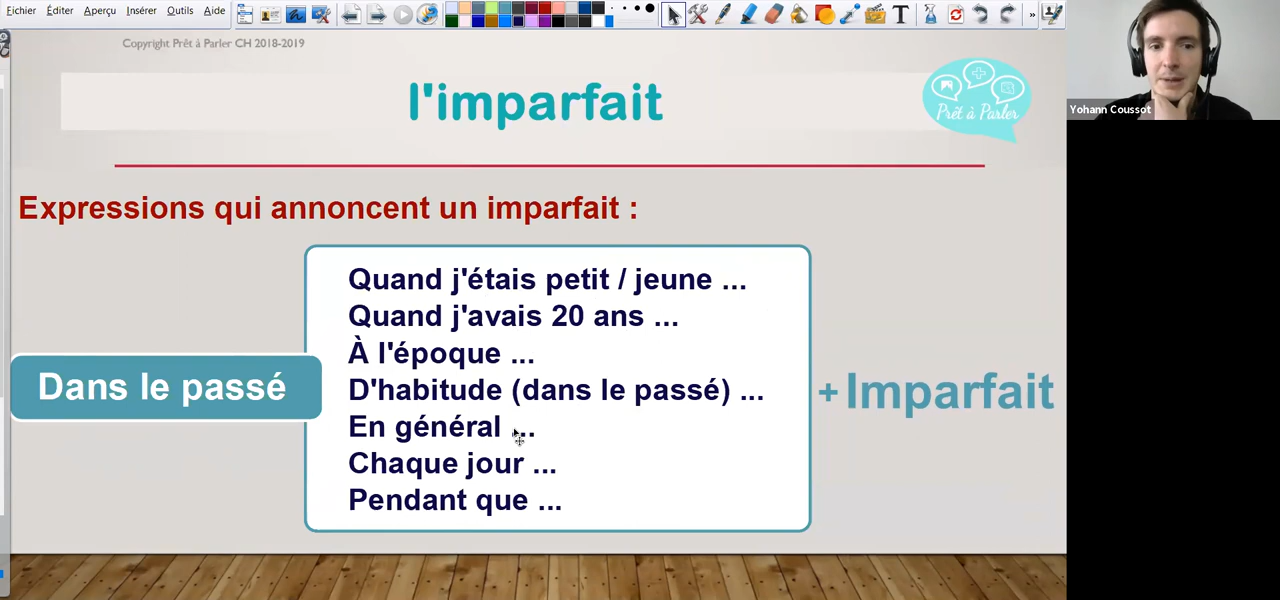 Fichier Éditer Aperçu Insérer Outils Aide
Copyright Prêt à Parler CH 2018-2019
l'imparfait
Prêt à Parler
Yohann Coussot
Expressions qui annoncent un imparfait :
Quand j'étais petit / jeune ...
Quand j'avais 20 ans ...
À l'époque ...
D'habitude (dans le passé) ...
En général ...
Chaque jour ...
Pendant que ...
Dans le passé
+ Imparfait